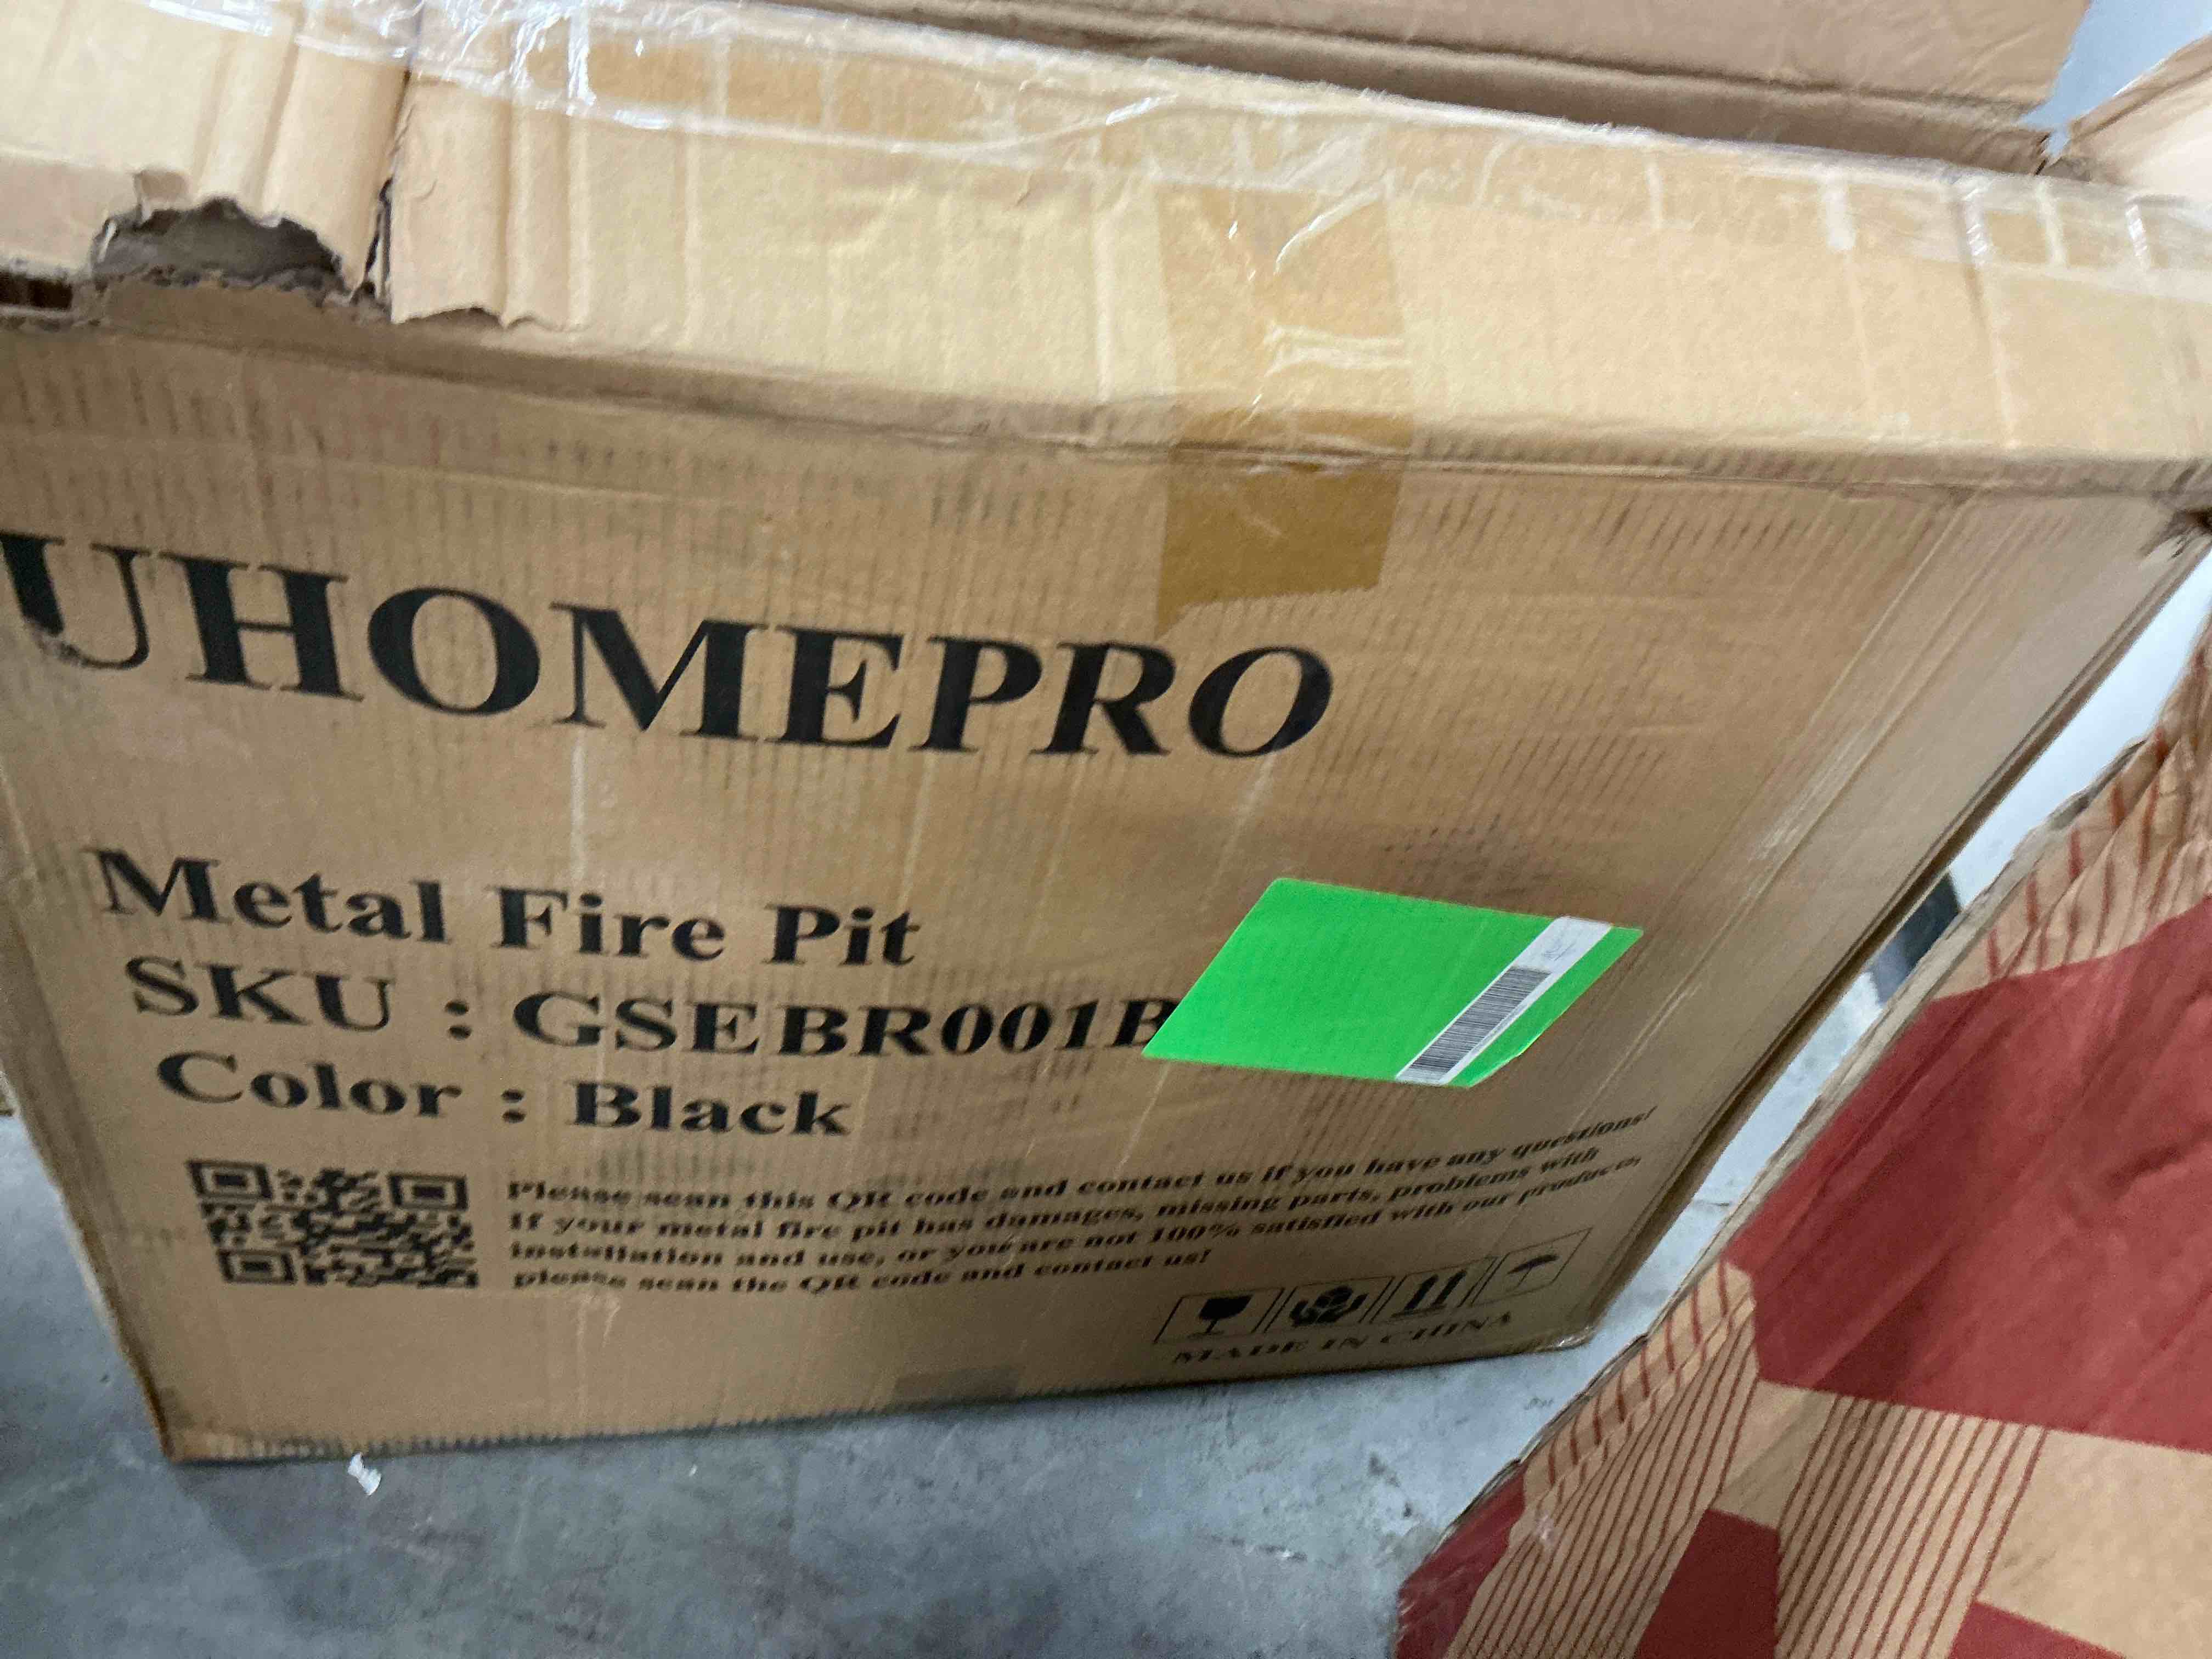 UHOMEPRO
Metal Fire Pit
SKU : GSEBR001B
Color : Black
Please scan this QR code and contact us if you have any questions!
If your metal fire pit has damages, missing parts, problems with
installation and use, or you are not 100% satisfied with our products,
please scan the QR code and contact us!
MADE IN CHINA